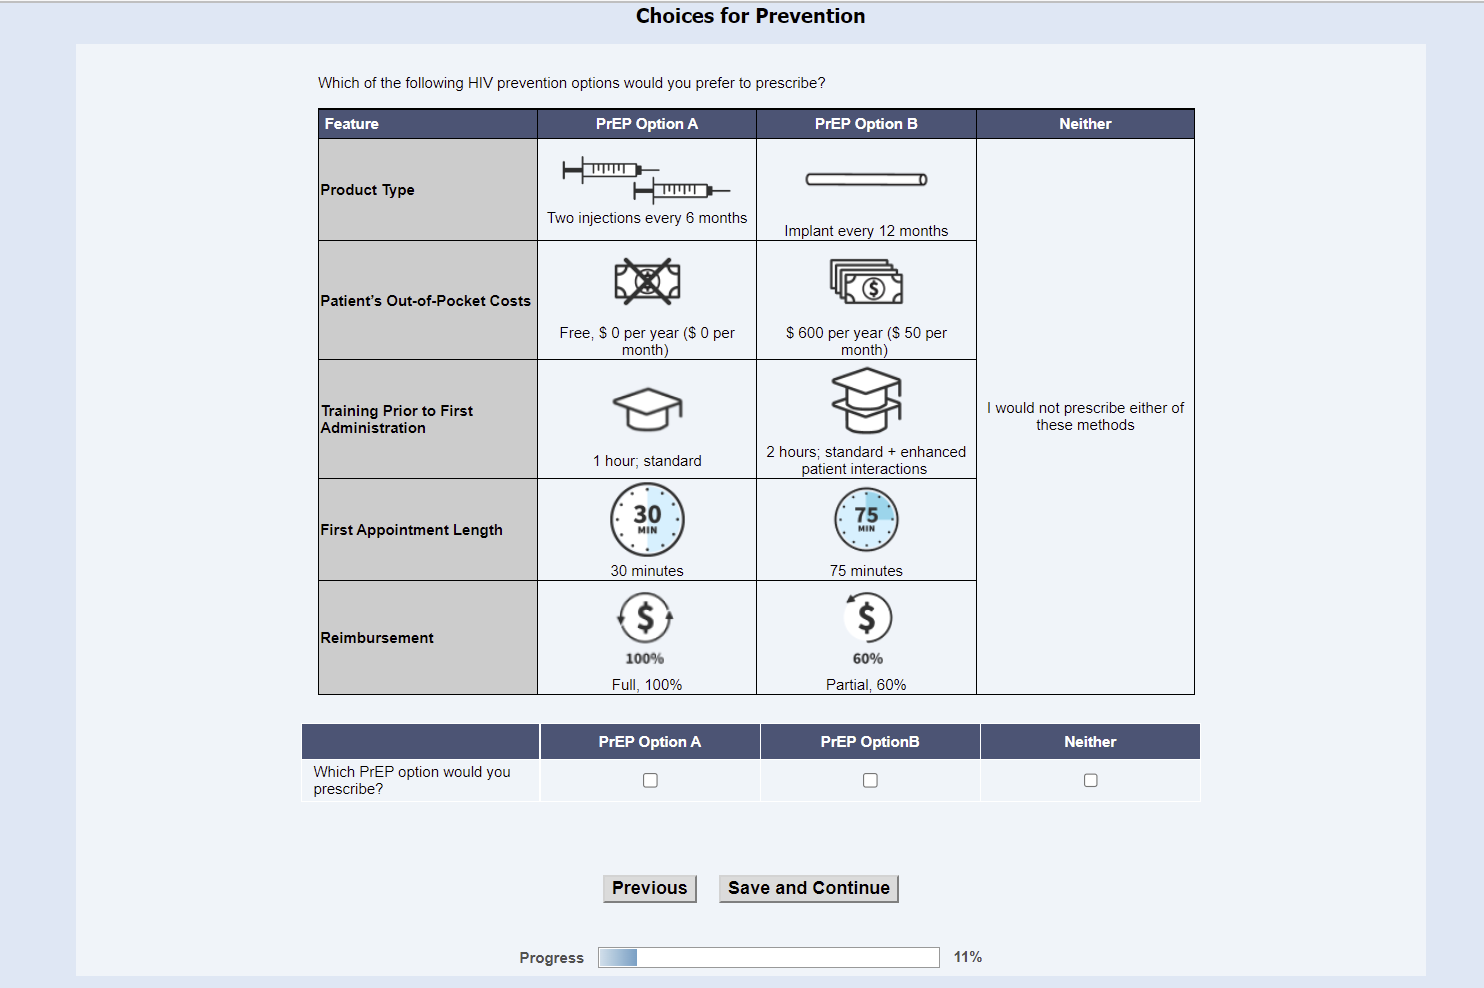 Choices for Prevention
Which of the following HIV prevention options would you prefer to prescribe?
Feature
PrEP Option A
PrEP Option B
Neither
Product Type
Two injections every 6 months
Implant every 12 months
Patient's Out-of-Pocket Costs
Free, $ 0 per year ($ 0 per
month)
$
$ 600 per year ($ 50 per
month)
Training Prior to First
Administration
1 hour; standard
2 hours; standard + enhanced
patient interactions
I would not prescribe either of
these methods
First Appointment Length
30
MIN
30 minutes
75
MIN
75 minutes
Reimbursement
$
100%
Full, 100%
$
60%
Partial, 60%
PrEP Option A
PrEP OptionB
Neither
Which PrEP option would you
prescribe?
Previous
Save and Continue
Progress
11%